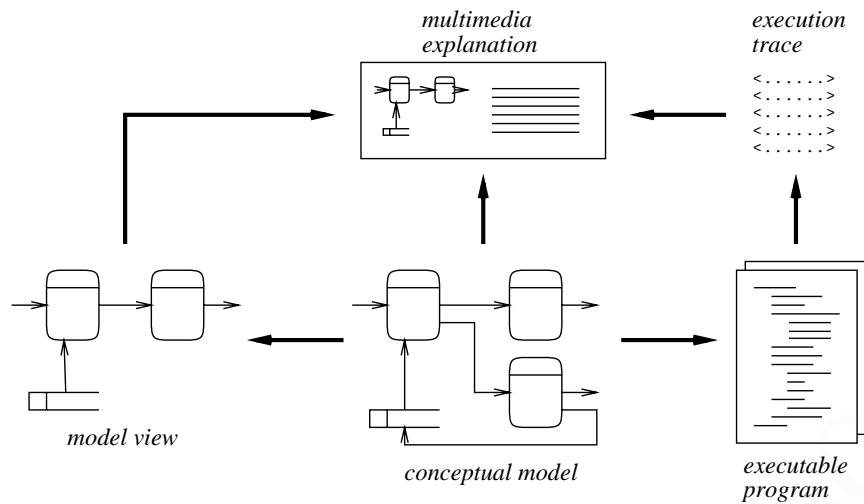 multimedia
explanation
execution
trace
<......>
<......>
<......>
<......>
<......>
model view
conceptual model
executable
program